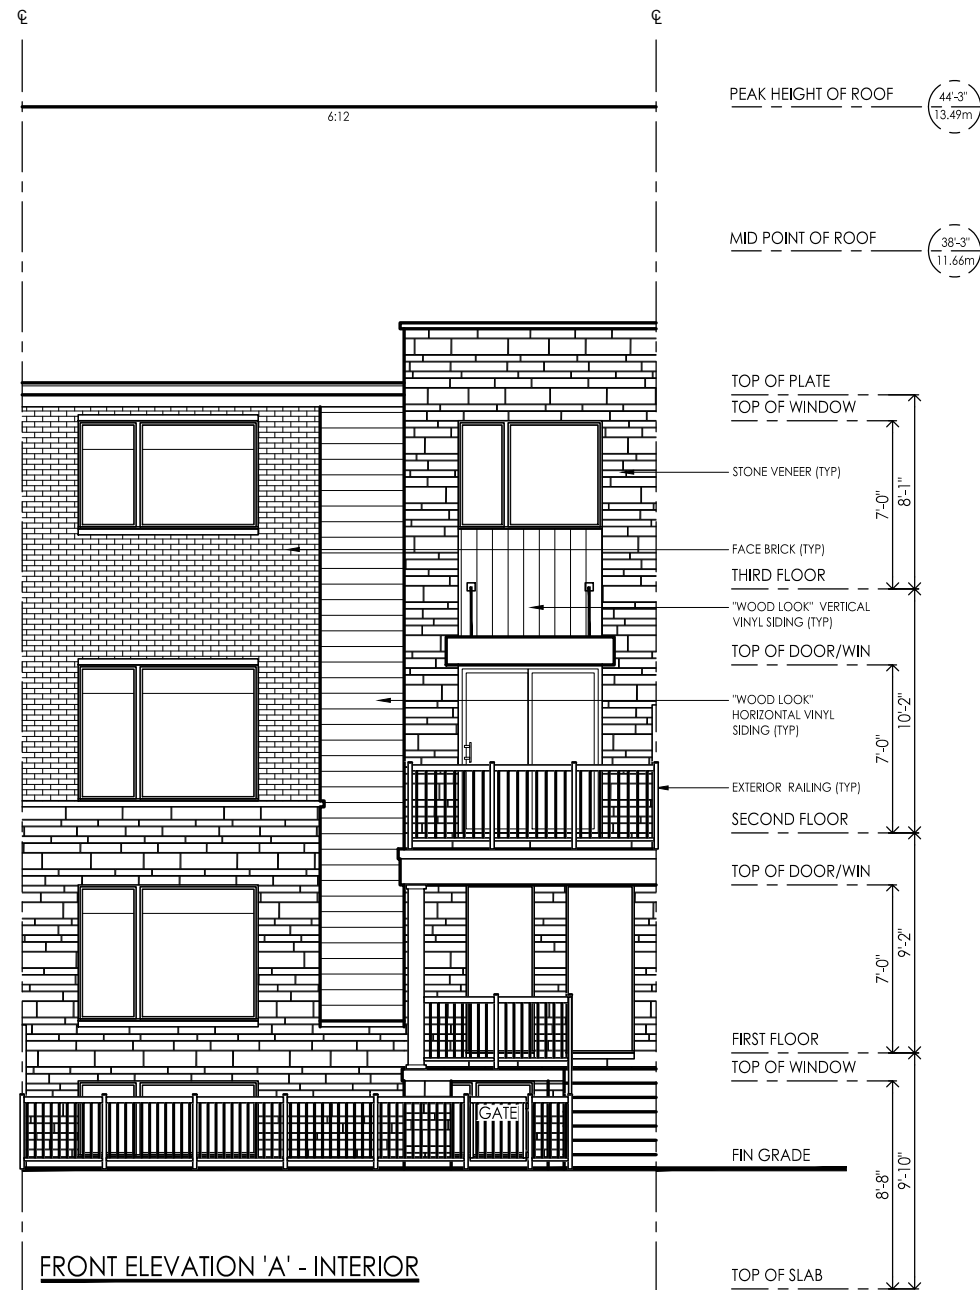 ℄ ℄
PEAK HEIGHT OF ROOF
44'-3"
13.49m
6:12
MID POINT OF ROOF
38'-3"
11.66m
TOP OF PLATE
TOP OF WINDOW
STONE VENEER (TYP)
7'-0"
8'-1"
FACE BRICK (TYP)
THIRD FLOOR
"WOOD LOOK" VERTICAL
VINYL SIDING (TYP)
TOP OF DOOR/WIN
"WOOD LOOK"
HORIZONTAL VINYL
SIDING (TYP)
7'-0"
10'-2"
EXTERIOR RAILING (TYP)
SECOND FLOOR
TOP OF DOOR/WIN
7'-0"
9'-2"
FIRST FLOOR
TOP OF WINDOW
GATE
FIN GRADE
8'-8"
9'-10"
FRONT ELEVATION 'A' - INTERIOR
TOP OF SLAB